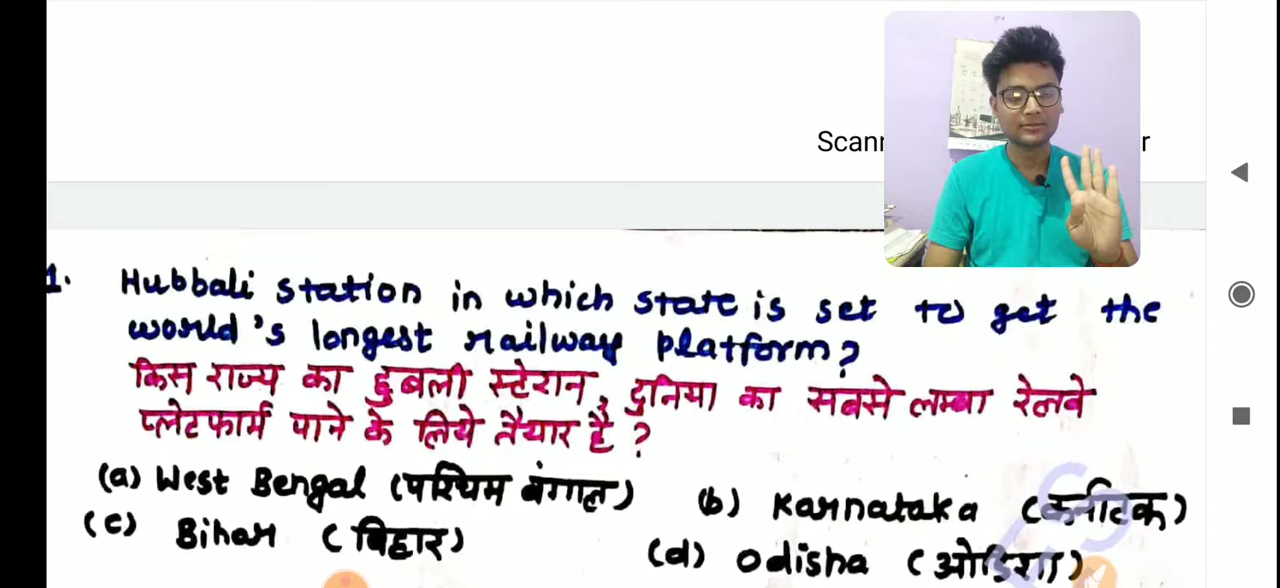 Scann r
1. Hubbali station in which state is set to get the
world's longest railway platform?
किस राज्य का हुबली स्टेशन, दुनिया का सबसे लम्बा रेलवे
प्लेटफार्म पाने के लिये तैयार है ?
(a) West Bengal (पश्चिम बंगाल) (b) Karnataka (कर्नाटक)
(c) Bihar (बिहार) (d) Odisha (ओडिशा)